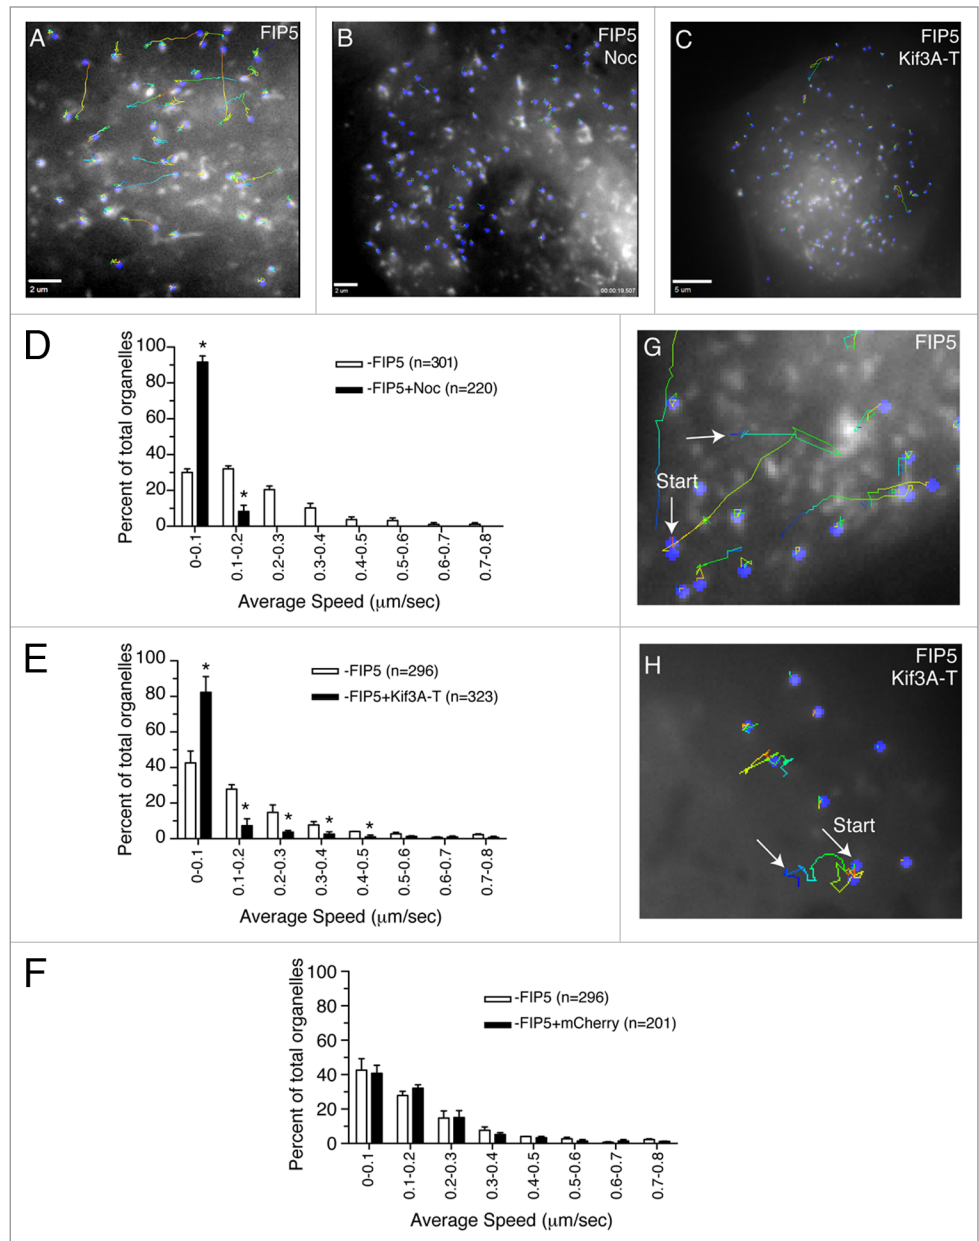 A
FIP5
2 um
B
FIP5
Noc
2 um
00:00:19.507
C
FIP5
Kif3A-T
5 um
D
Percent of total organelles
100
80
60
40
20
0
-FIP5 (n=301)
-FIP5+Noc (n=220)
*
*
0-0.1
0.1-0.2
0.2-0.3
0.3-0.4
0.4-0.5
0.5-0.6
0.6-0.7
0.7-0.8
Average Speed (μm/sec)
G
FIP5
Start
E
Percent of total organelles
100
80
60
40
20
0
-FIP5 (n=296)
-FIP5+Kif3A-T (n=323)
*
*
*
*
*
0-0.1
0.1-0.2
0.2-0.3
0.3-0.4
0.4-0.5
0.5-0.6
0.6-0.7
0.7-0.8
Average Speed (μm/sec)
H
FIP5
Kif3A-T
Start
F
Percent of total organelles
100
80
60
40
20
0
-FIP5 (n=296)
-FIP5+mCherry (n=201)
0-0.1
0.1-0.2
0.2-0.3
0.3-0.4
0.4-0.5
0.5-0.6
0.6-0.7
0.7-0.8
Average Speed (μm/sec)